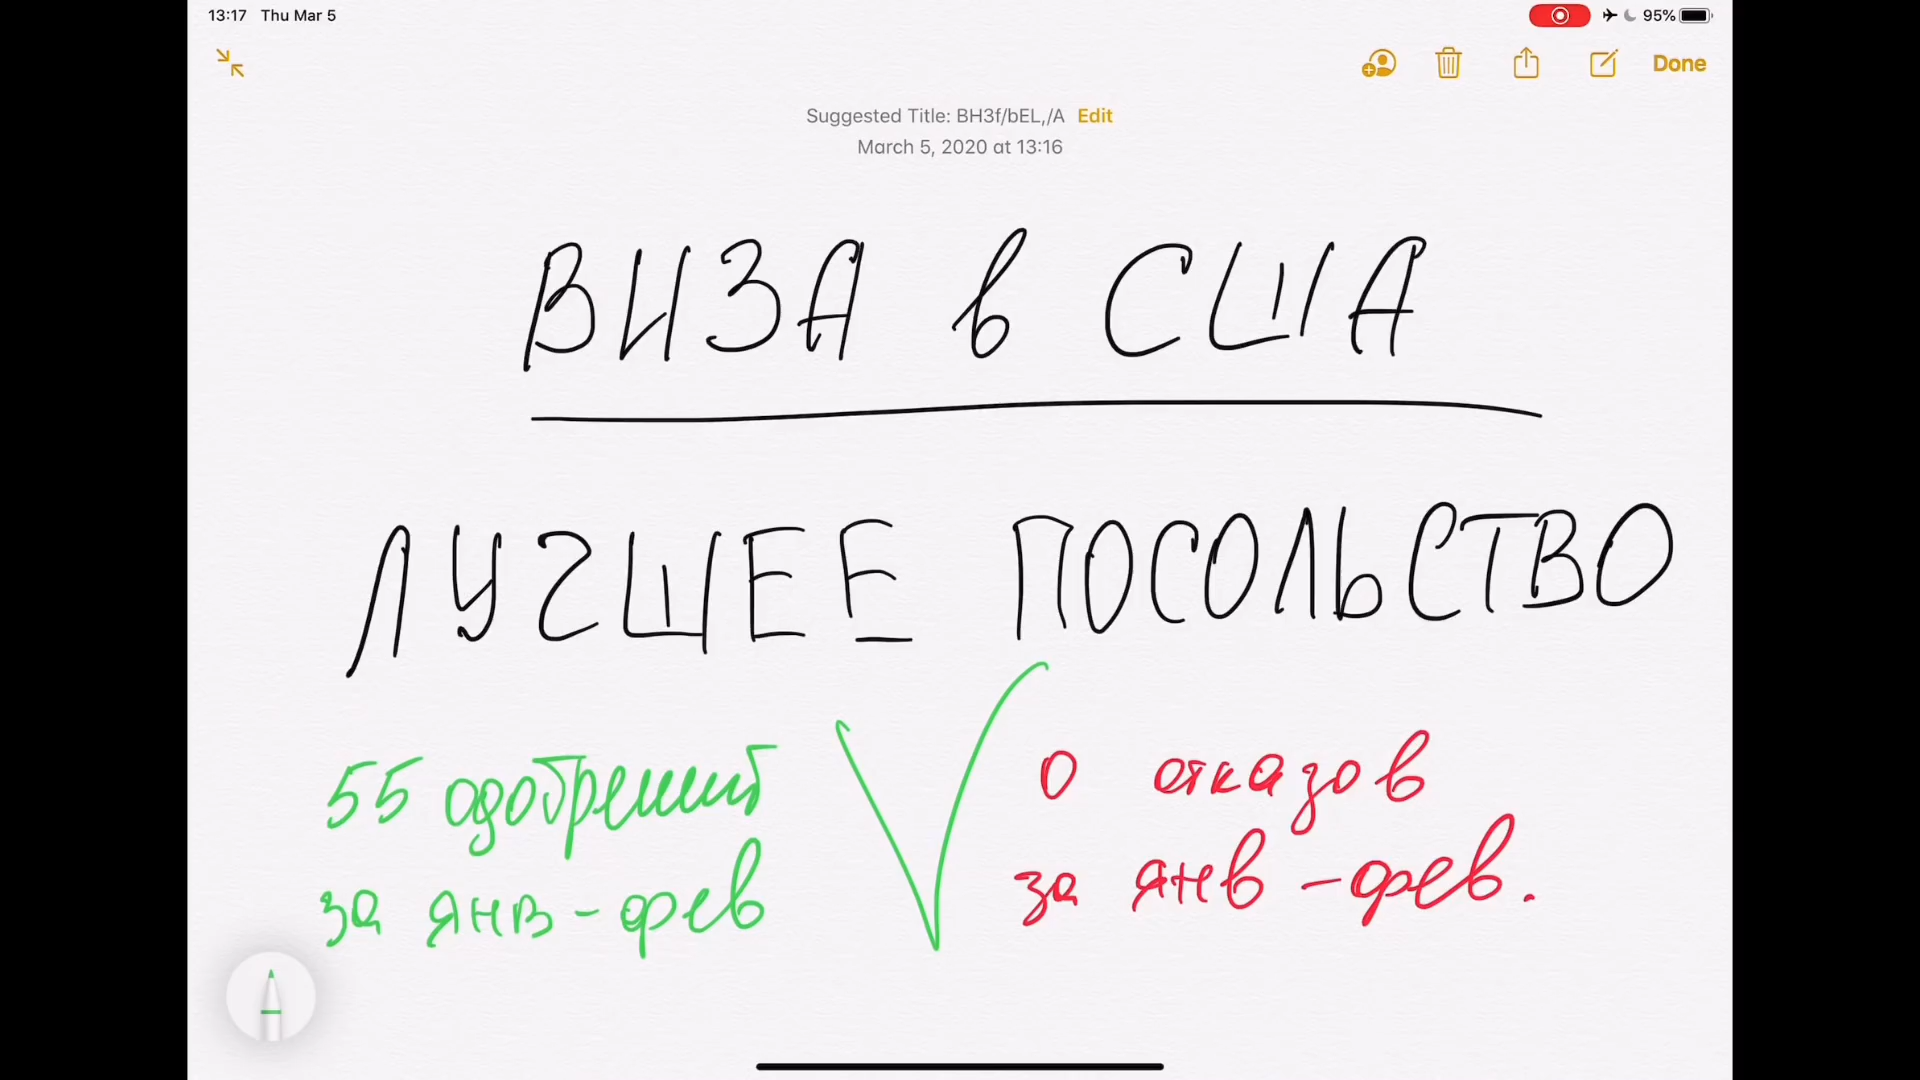 13:17 Thu Mar 5 95%
Done
Suggested Title: BH3f/bEL,/A Edit
March 5, 2020 at 13:16
ВИЗА в США
ЛУЧШЕЕ ПОСОЛЬСТВО
55 одобрений
за янв-фев
0 отказов
за янв-фев.